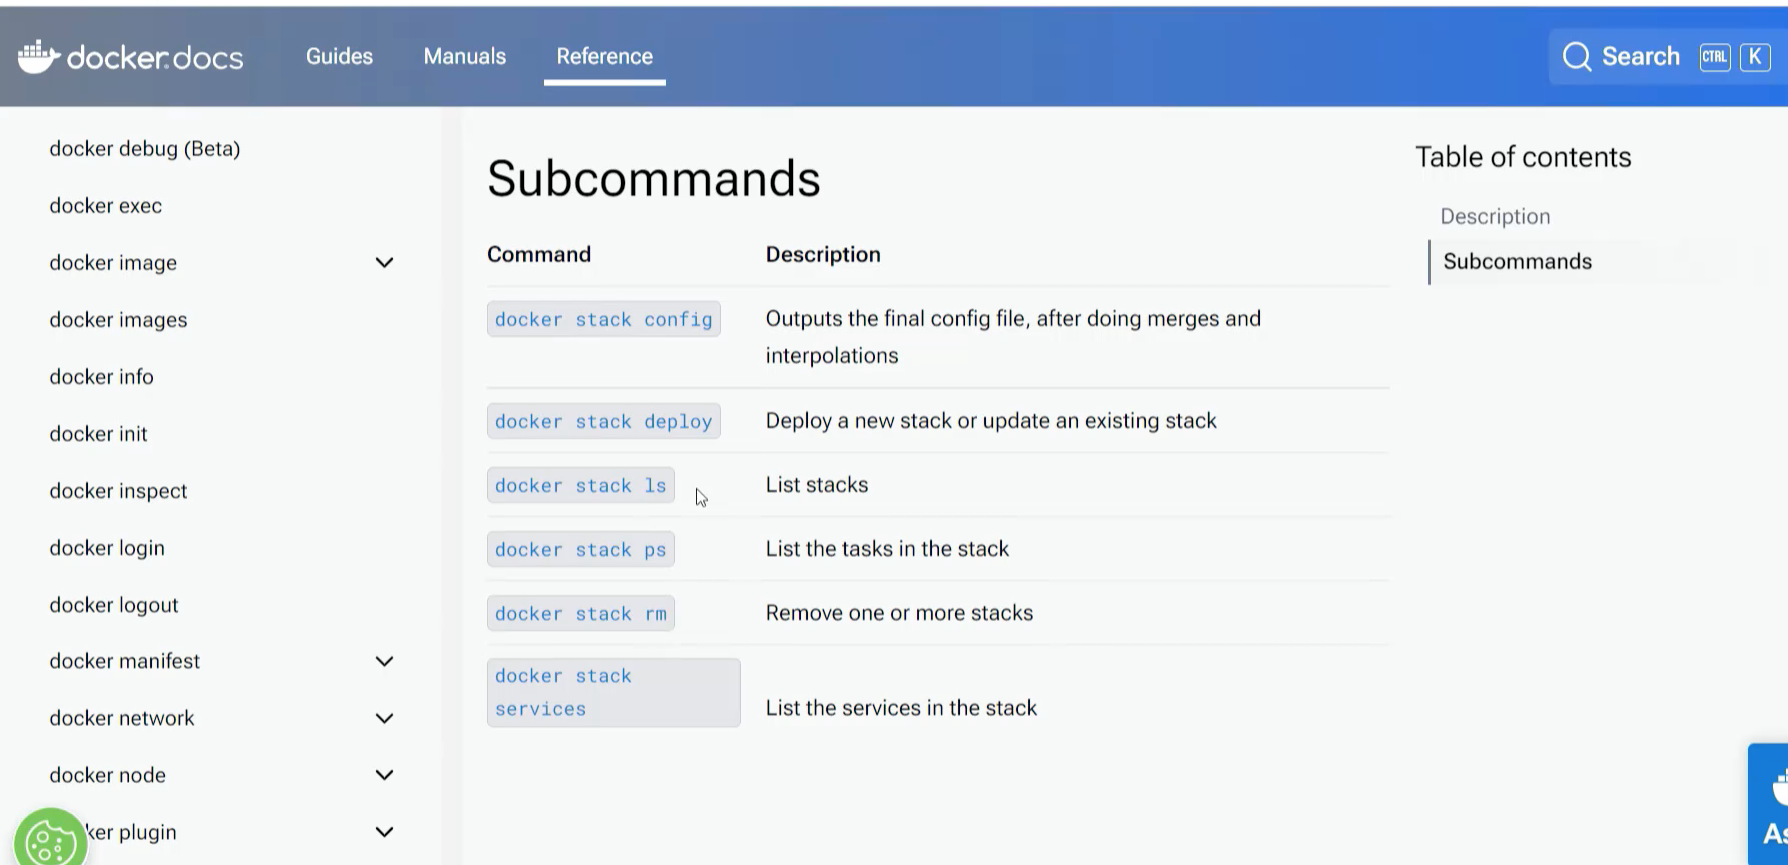 docker.docs
Guides
Manuals
Reference
Search
CTRL
K
docker debug (Beta)
docker exec
docker image
docker images
docker info
docker init
docker inspect
docker login
docker logout
docker manifest
docker network
docker node
ker plugin
Subcommands
Command
Description
docker stack config
Outputs the final config file, after doing merges and
interpolations
docker stack deploy
Deploy a new stack or update an existing stack
docker stack ls
List stacks
docker stack ps
List the tasks in the stack
docker stack rm
Remove one or more stacks
docker stack
services
List the services in the stack
Table of contents
Description
Subcommands